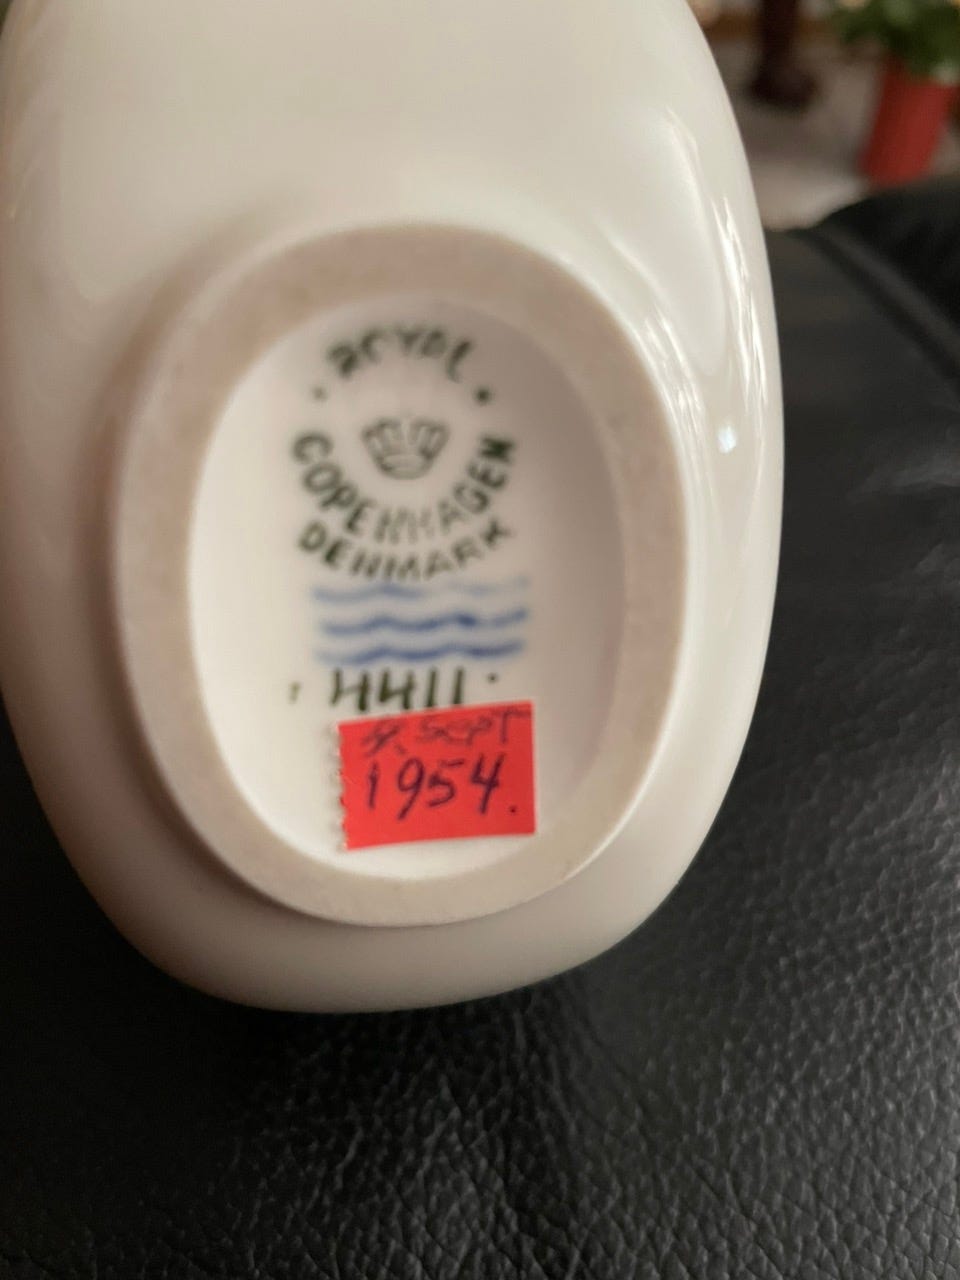 · ROYAL ·
COPENHAGEN
DENMARK
· 4411 ·
SEPT
1954.